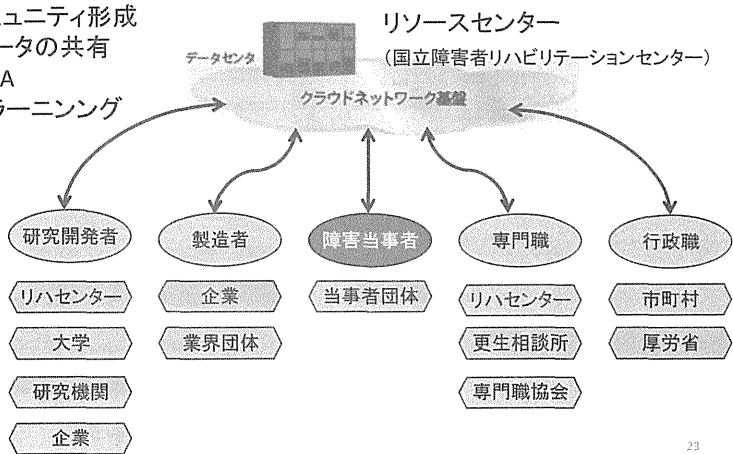 ュニティ形成
ータの共有
A
ラーニンング
リソースセンター
(国立障害者リハビリテーションセンター)
データセンタ
クラウドネットワーク基盤
研究開発者
製造者
障害当事者
専門職
行政職
リハセンター
企業
当事者団体
リハセンター
市町村
大学
業界団体
更生相談所
厚労省
研究機関
専門職協会
企業
23